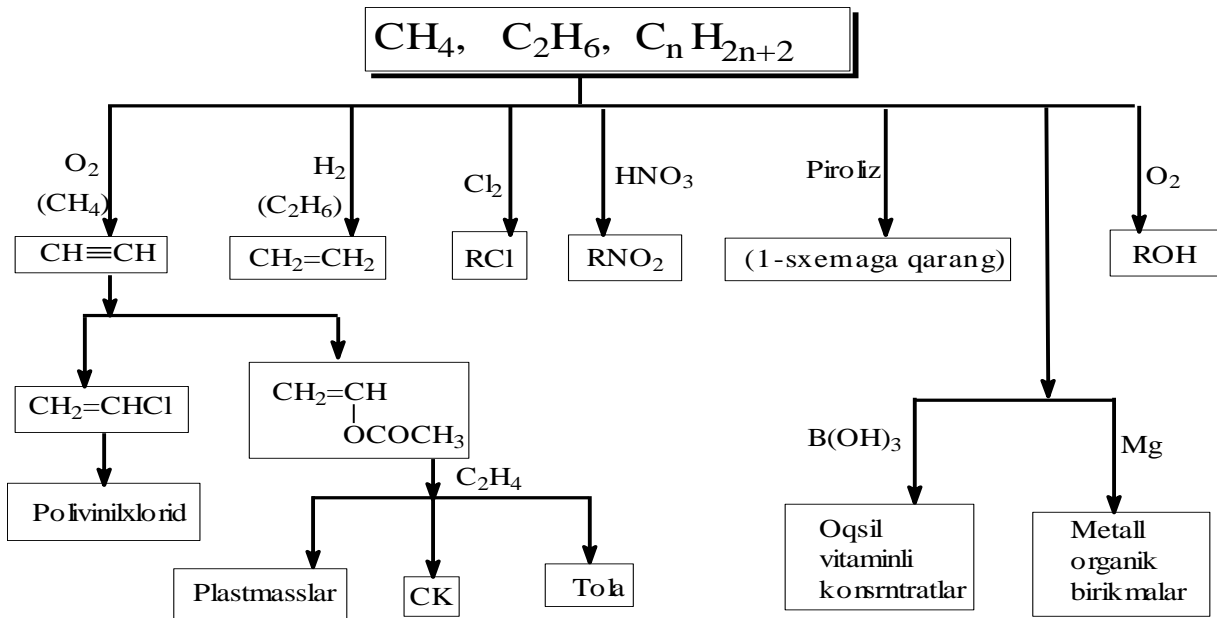 CH₄, C₂H₆, CₙH₂ₙ₊₂
O₂
(CH₄)
H₂
(C₂H₆)
Cl₂
HNO₃
Piroliz
O₂
CH≡CH
CH₂=CH₂
RCl
RNO₂
(1-sxemaga qarang)
ROH
CH₂=CHCl
CH₂=CH
OCOCH₃
B(OH)₃
Mg
C₂H₄
Polivinilxlorid
Plastmasslar
CK
Tola
Oqsil
vitaminli
konsrntratlar
Metall
organik
birikmalar